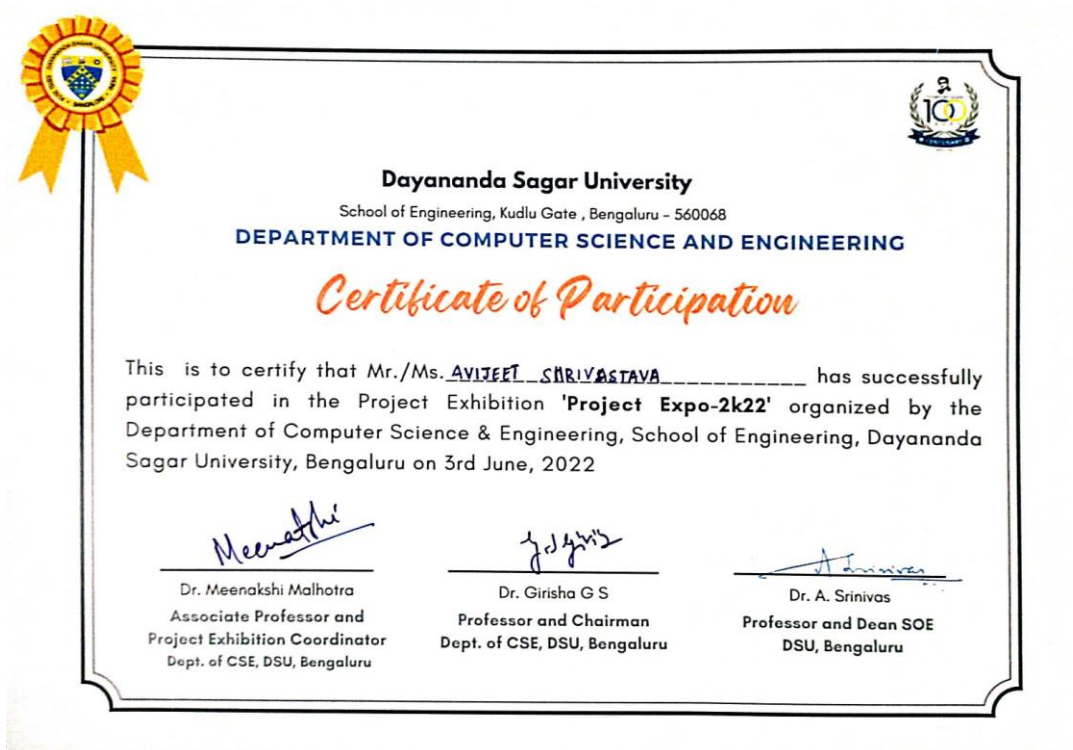 100
CENTENARY
Dayananda Sagar University
School of Engineering, Kudlu Gate , Bengaluru - 560068
DEPARTMENT OF COMPUTER SCIENCE AND ENGINEERING
Certificate of Participation
This is to certify that Mr./Ms. AVIJEET SHRIVASTAVA has successfully
participated in the Project Exhibition 'Project Expo-2k22' organized by the
Department of Computer Science & Engineering, School of Engineering, Dayananda
Sagar University, Bengaluru on 3rd June, 2022
Meenakshi
A Srinivas
Dr. Meenakshi Malhotra
Associate Professor and
Project Exhibition Coordinator
Dept. of CSE, DSU, Bengaluru
Dr. Girisha G S
Professor and Chairman
Dept. of CSE, DSU, Bengaluru
Dr. A. Srinivas
Professor and Dean SOE
DSU, Bengaluru